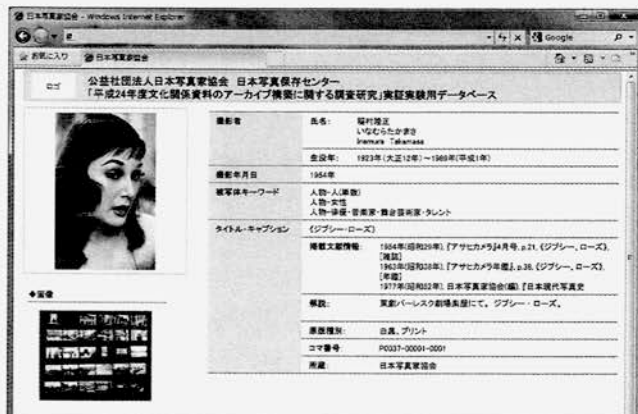 日本写真家協会 - Windows Internet Explorer
Google
お気に入り 日本写真家協会
ロゴ
公益社団法人日本写真家協会 日本写真保存センター
「平成24年度文化関係資料のアーカイブ構築に関する調査研究」実証実験用データベース
撮影者 氏名: 稲村隆正
いなむらたかまさ
Inamura Takamasa
生没年: 1923年(大正12年)~1989年(平成1年)
撮影年月日 1954年
被写体キーワード 人物-人(単数)
人物-女性
人物-俳優・音楽家・舞台芸術家・タレント
タイトル・キャプション 《ジプシー・ローズ》
掲載文献情報: 1954年(昭和29年)、『アサヒカメラ』4月号、p.21、《ジプシー、ローズ》、
[雑誌]
1963年(昭和38年)、『アサヒカメラ年鑑』、p.36、《ジプシー、ローズ》、
[年鑑]
1977年(昭和52年)、日本写真家協会(編)、『日本現代写真史
解説: 東劇バーレスク劇場楽屋にて。ジプシー・ローズ。
◆画像
原版種別: 白黒、プリント
コマ番号 P0037-00001-0001
所蔵: 日本写真家協会